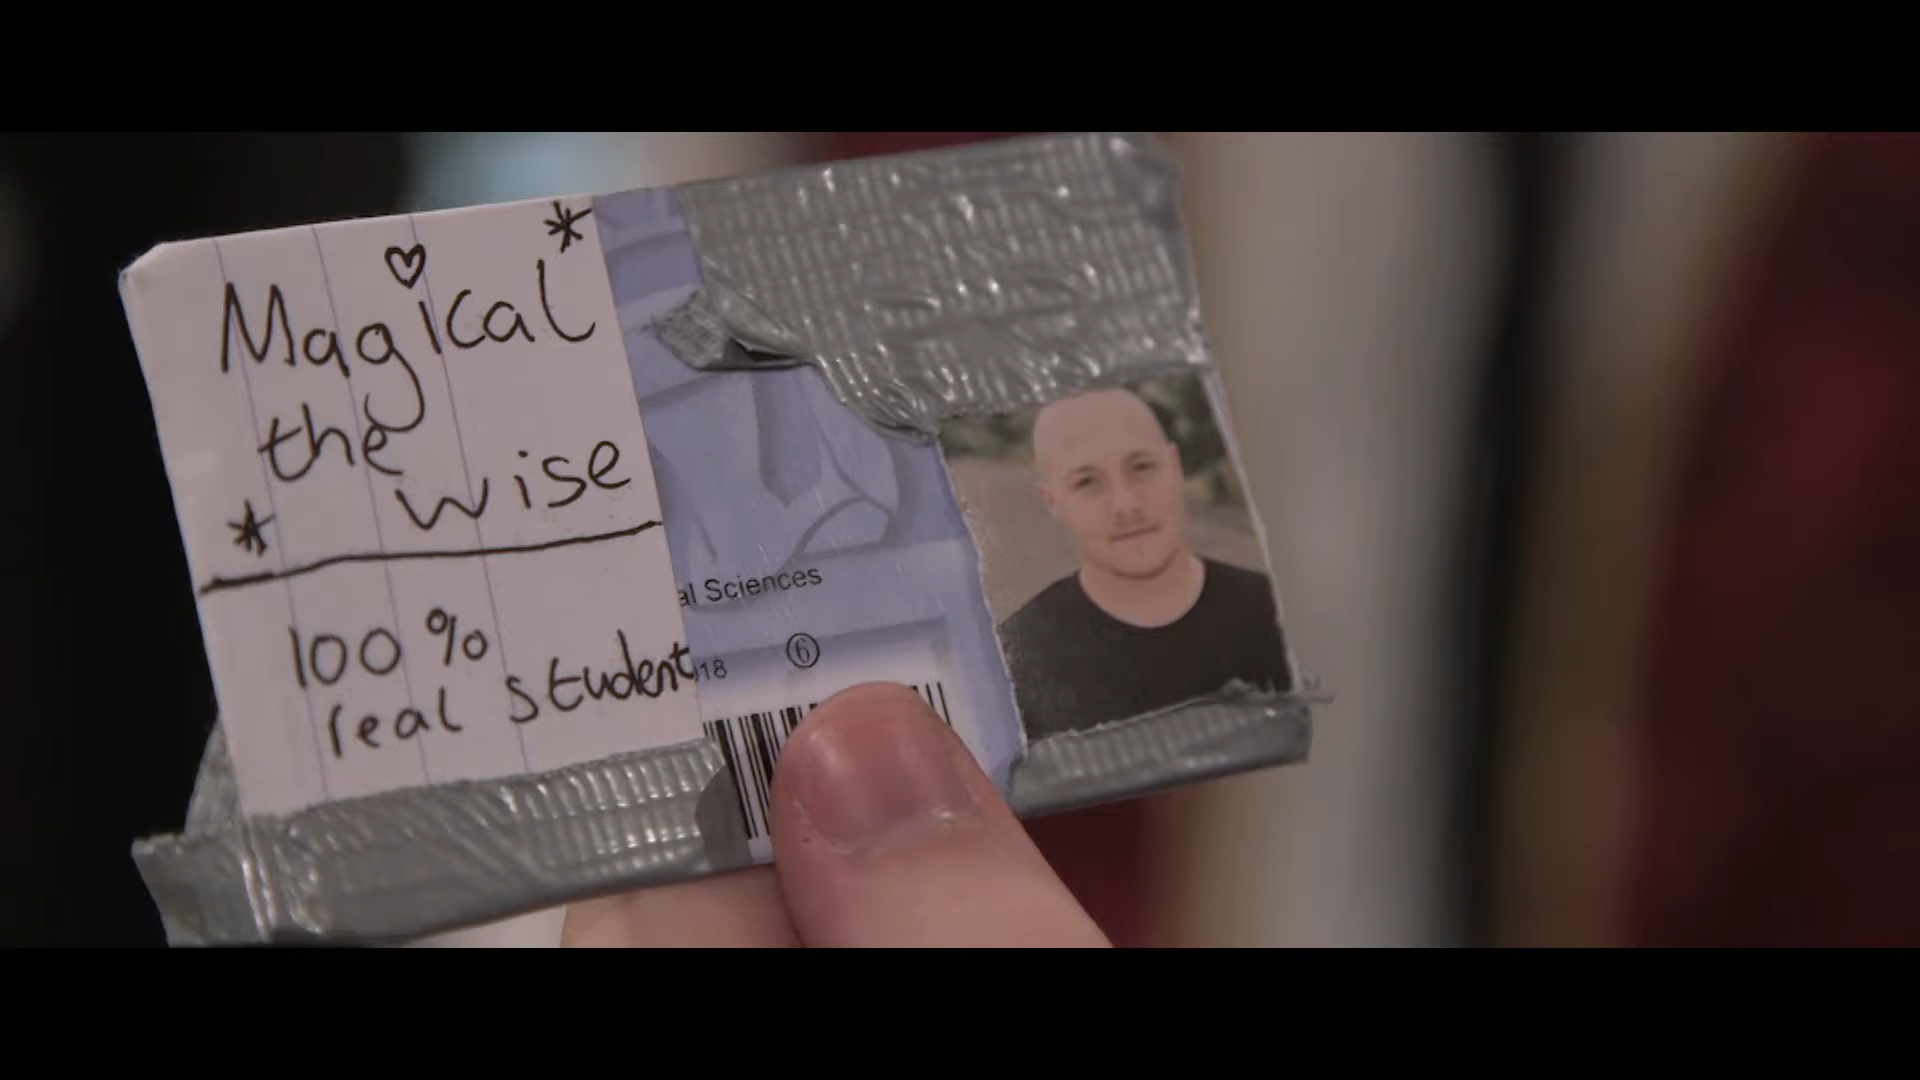 Magical
the
wise
100%
real student
al Sciences
18
6